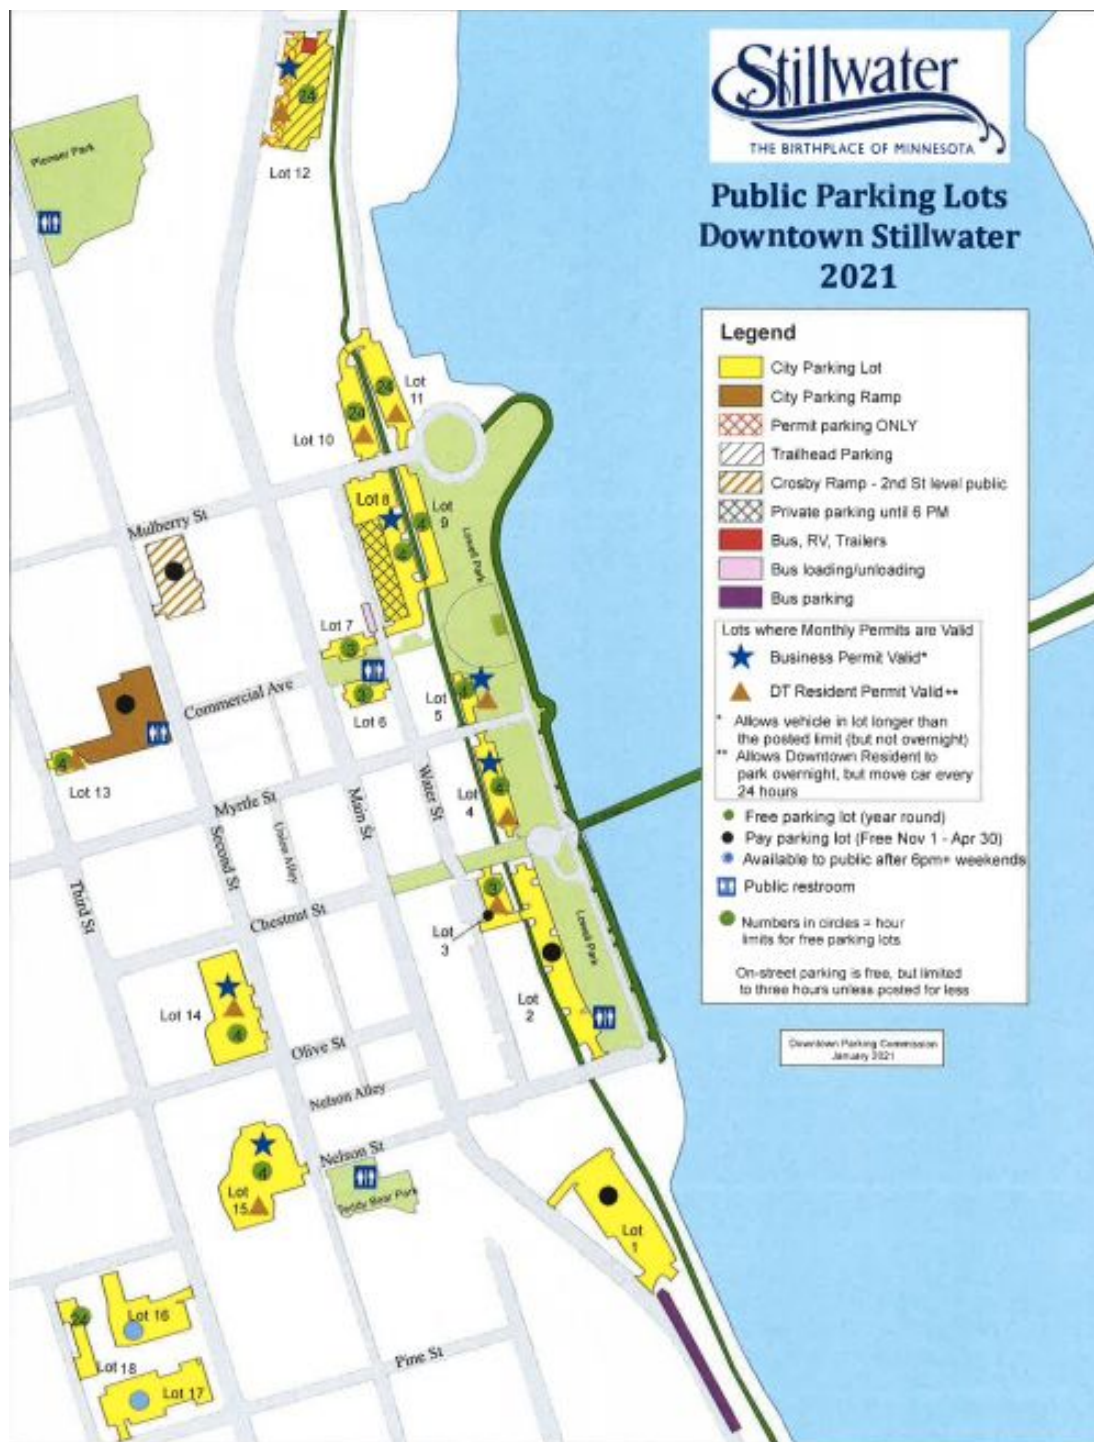 Stillwater
THE BIRTHPLACE OF MINNESOTA
Public Parking Lots
Downtown Stillwater
2021
Legend
City Parking Lot
City Parking Ramp
Permit parking ONLY
Trailhead Parking
Crosby Ramp - 2nd St level public
Private parking until 6 PM
Bus, RV, Trailers
Bus loading/unloading
Bus parking
Lots where Monthly Permits are Valid
Business Permit Valid*
DT Resident Permit Valid**
* Allows vehicle in lot longer than
the posted limit (but not overnight)
** Allows Downtown Resident to
park overnight, but move car every
24 hours
Free parking lot (year round)
Pay parking lot (Free Nov 1 - Apr 30)
Available to public after 6pm+ weekends
Public restroom
Numbers in circles = hour
limits for free parking lots
On-street parking is free, but limited
to three hours unless posted for less
Downtown Parking Commission
January 2021
Pioneer Park
24
Lot 12
24
Lot
11
24
Lot 10
Mulberry St
Lot 8
Lot
9
4
4
Lowell Park
Lot 7
3
Commercial Ave
3
Lot 6
Lot
5
4
4
Lot 13
Lot
4
4
Myrtle St
Water St
Main St
Union Alley
Second St
Third St
Chestnut St
3
Lot
3
Lowell Park
Lot
2
Lot 14
4
Olive St
Nelson Alley
Nelson St
4
Lot
15
Teddy Bear Park
Lot
1
24
Lot 16
Lot 18
Lot 17
Pine St